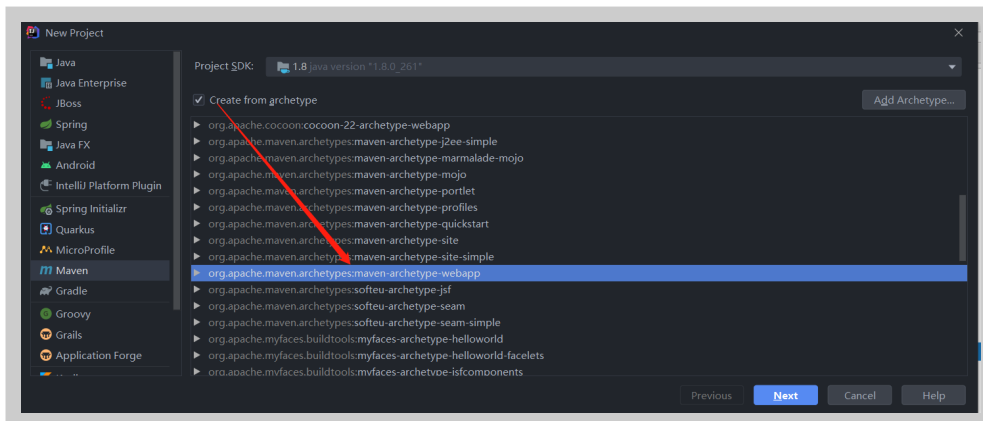 New Project
Java
Java Enterprise
JBoss
Spring
Java FX
Android
IntelliJ Platform Plugin
Spring Initializr
Quarkus
MicroProfile
Maven
Gradle
Groovy
Grails
Application Forge
Project SDK: 1.8 java version "1.8.0_261"
Create from archetype
Add Archetype...
org.apache.cocoon:cocoon-22-archetype-webapp
org.apache.maven.archetypes:maven-archetype-j2ee-simple
org.apache.maven.archetypes:maven-archetype-marmalade-mojo
org.apache.maven.archetypes:maven-archetype-mojo
org.apache.maven.archetypes:maven-archetype-portlet
org.apache.maven.archetypes:maven-archetype-profiles
org.apache.maven.archetypes:maven-archetype-quickstart
org.apache.maven.archetypes:maven-archetype-site
org.apache.maven.archetypes:maven-archetype-site-simple
org.apache.maven.archetypes:maven-archetype-webapp
org.apache.maven.archetypes:softeu-archetype-jsf
org.apache.maven.archetypes:softeu-archetype-seam
org.apache.maven.archetypes:softeu-archetype-seam-simple
org.apache.myfaces.buildtools:myfaces-archetype-helloworld
org.apache.myfaces.buildtools:myfaces-archetype-helloworld-facelets
org.apache.myfaces.buildtools:myfaces-archetype-jsfcomponents
Previous
Next
Cancel
Help